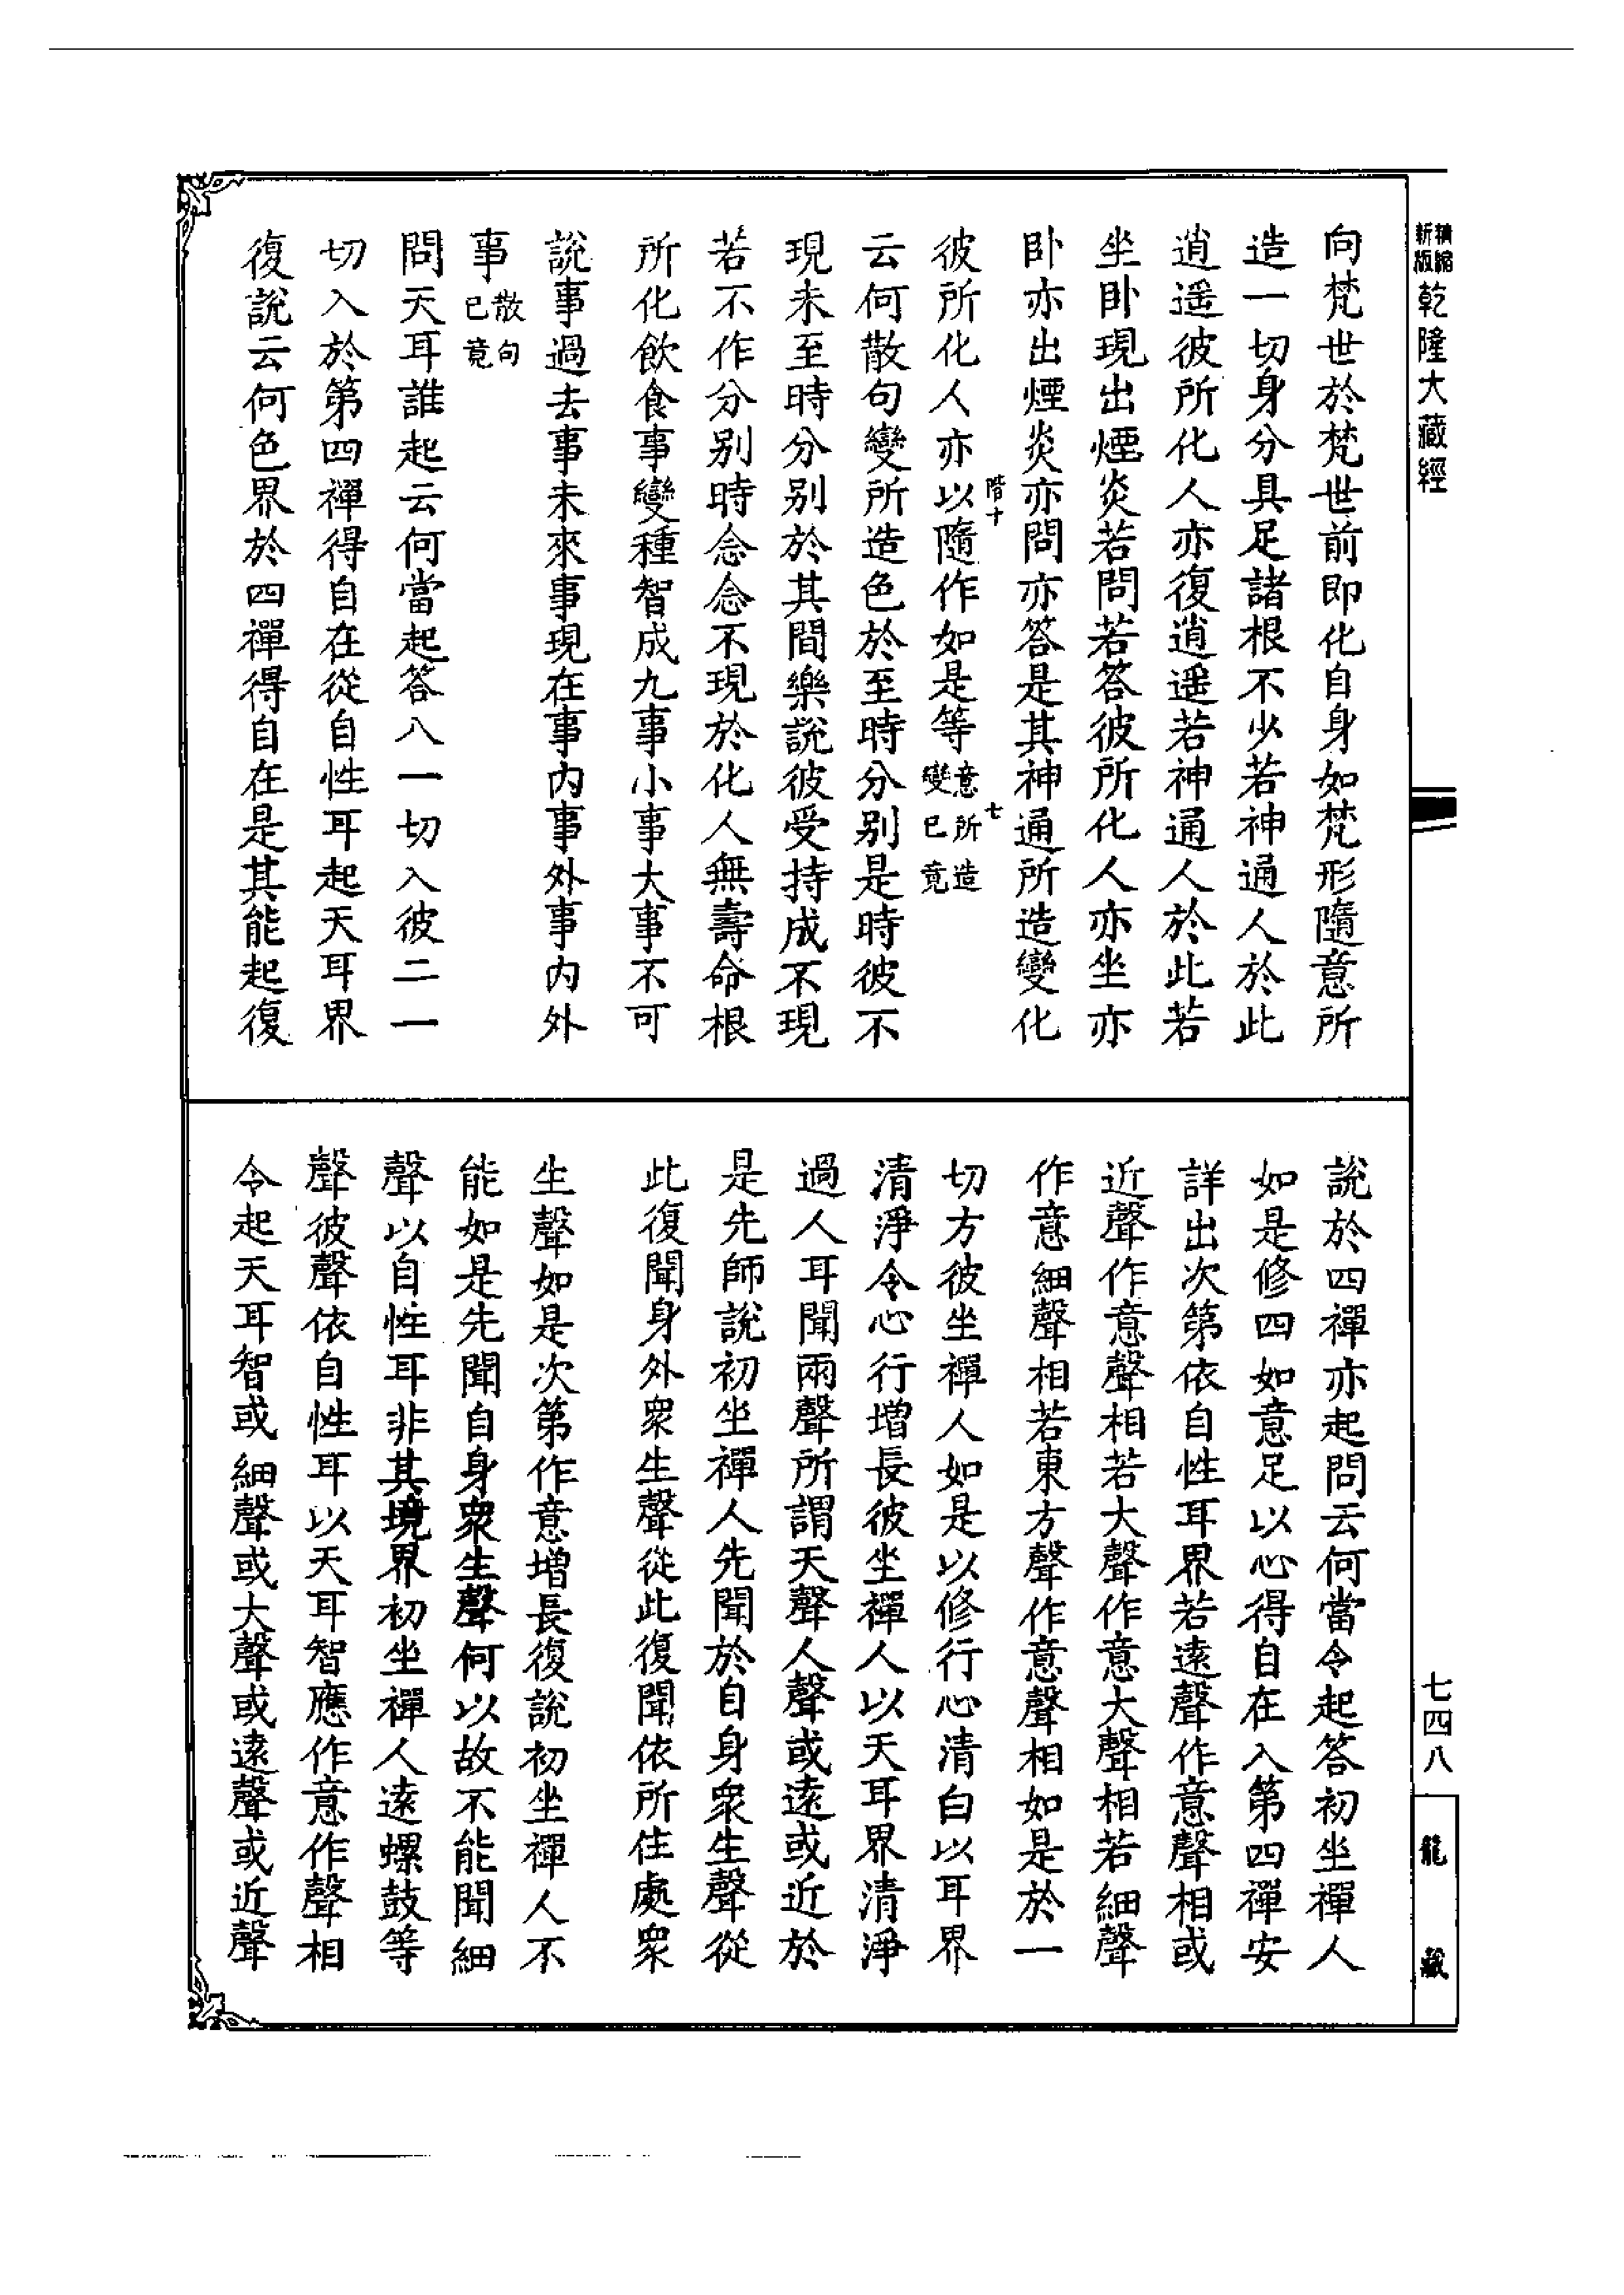 精縮新版乾隆大藏經
七四八
龍藏
向梵世於梵世前即化自身如梵形隨意所
造一切身分具足諸根不少若神通人於此
逍遥彼所化人亦復逍遥若神通人於此若
坐卧現出煙炎若問若答彼所化人亦坐亦
卧亦出煙炎亦問亦答是其神通所造變化
階十
七
彼所化人亦以隨作如是等意所造變已竟
云何散句變所造色於至時分别是時彼不
現未至時分别於其間樂說彼受持成不現
若不作分别時念念不現於化人無壽命根
所化飲食事變種智成九事小事大事不可
說事過去事未來事現在事内事外事内外
事散句已竟
問天耳誰起云何當起答八一切入彼二一
切入於第四禪得自在從自性耳起天耳界
復說云何色界於四禪得自在是其能起復
說於四禪亦起問云何當令起答初坐禪人
如是修四如意足以心得自在入第四禪安
詳出次第依自性耳界若遠聲作意聲相或
近聲作意聲相若大聲作意大聲相若細聲
作意細聲相若東方聲作意聲相如是於一
切方彼坐禪人如是以修行心清白以耳界
清淨令心行增長彼坐禪人以天耳界清淨
過人耳聞兩聲所謂天聲人聲或遠或近於
是先師說初坐禪人先聞於自身衆生聲從
此復聞身外衆生聲從此復聞依所住處衆
生聲如是次第作意增長復說初坐禪人不
能如是先聞自身衆生聲何以故不能聞細
聲以自性耳非其境界初坐禪人遠螺鼓等
聲彼聲依自性耳以天耳智應作意作聲相
令起天耳智或細聲或大聲或遠聲或近聲